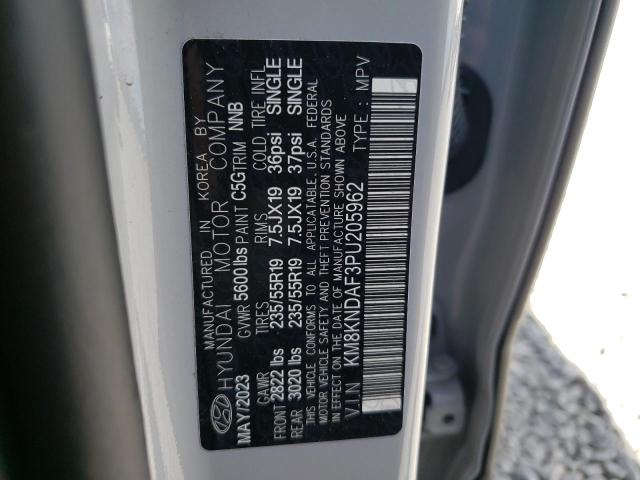 MANUFACTURED IN KOREA BY
HYUNDAI MOTOR COMPANY
MAY/2023 GVWR 5600 lbs PAINT C5G TRIM NNB
GAWR TIRES RIMS COLD TIRE INFL
FRONT 2822 lbs 235/55R19 7.5JX19 36psi SINGLE
REAR 3020 lbs 235/55R19 7.5JX19 37psi SINGLE
THIS VEHICLE CONFORMS TO ALL APPLICABLE U.S.A. FEDERAL
MOTOR VEHICLE SAFETY AND THEFT PREVENTION STANDARDS
IN EFFECT ON THE DATE OF MANUFACTURE SHOWN ABOVE
V.I.N: KM8KNDAF3PU205962 TYPE : MPV